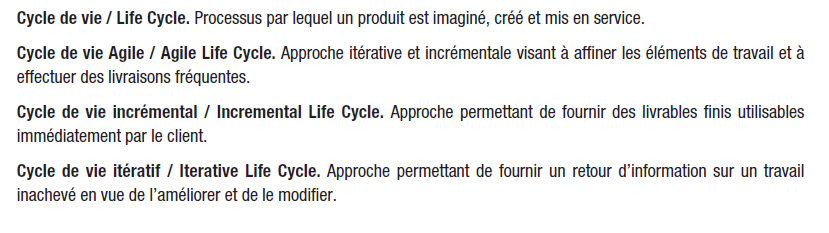 Cycle de vie / Life Cycle. Processus par lequel un produit est imaginé, créé et mis en service.
Cycle de vie Agile / Agile Life Cycle. Approche itérative et incrémentale visant à affiner les éléments de travail et à
effectuer des livraisons fréquentes.
Cycle de vie incrémental / Incremental Life Cycle. Approche permettant de fournir des livrables finis utilisables
immédiatement par le client.
Cycle de vie itératif / Iterative Life Cycle. Approche permettant de fournir un retour d’information sur un travail
inachevé en vue de l’améliorer et de le modifier.